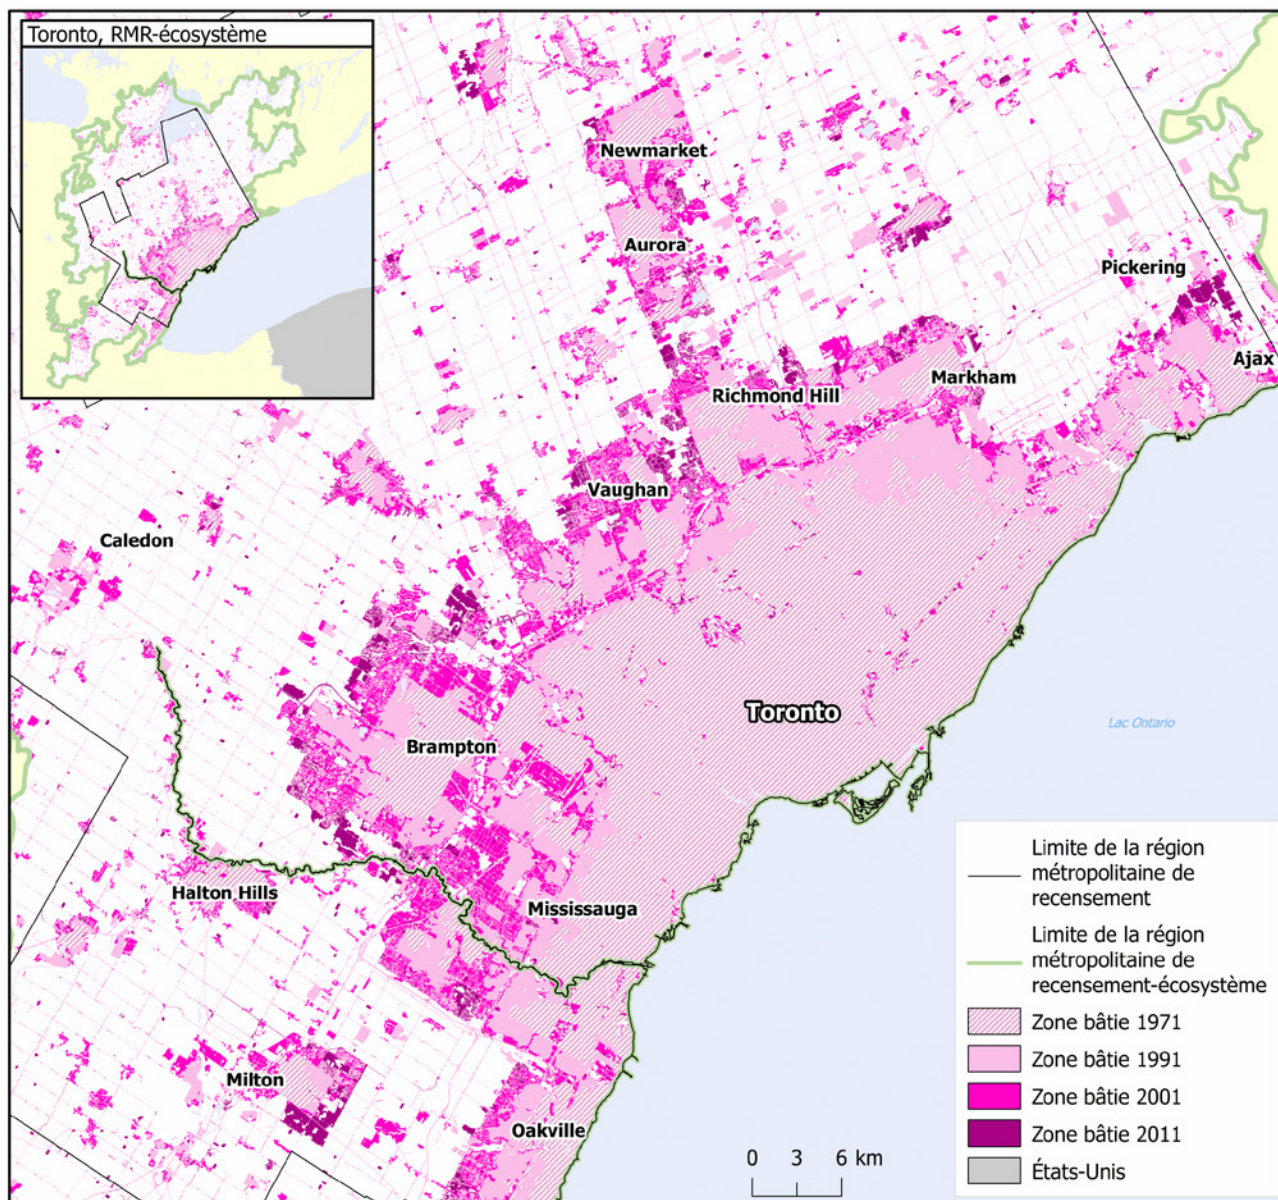 Toronto, RMR-écosystème
Newmarket
Aurora
Pickering
Ajax
Markham
Richmond Hill
Vaughan
Caledon
Toronto
Lac Ontario
Brampton
Halton Hills
Mississauga
Milton
Oakville
Limite de la région
métropolitaine de
recensement
Limite de la région
métropolitaine de
recensement-écosystème
Zone bâtie 1971
Zone bâtie 1991
Zone bâtie 2001
Zone bâtie 2011
États-Unis
0 3 6 km